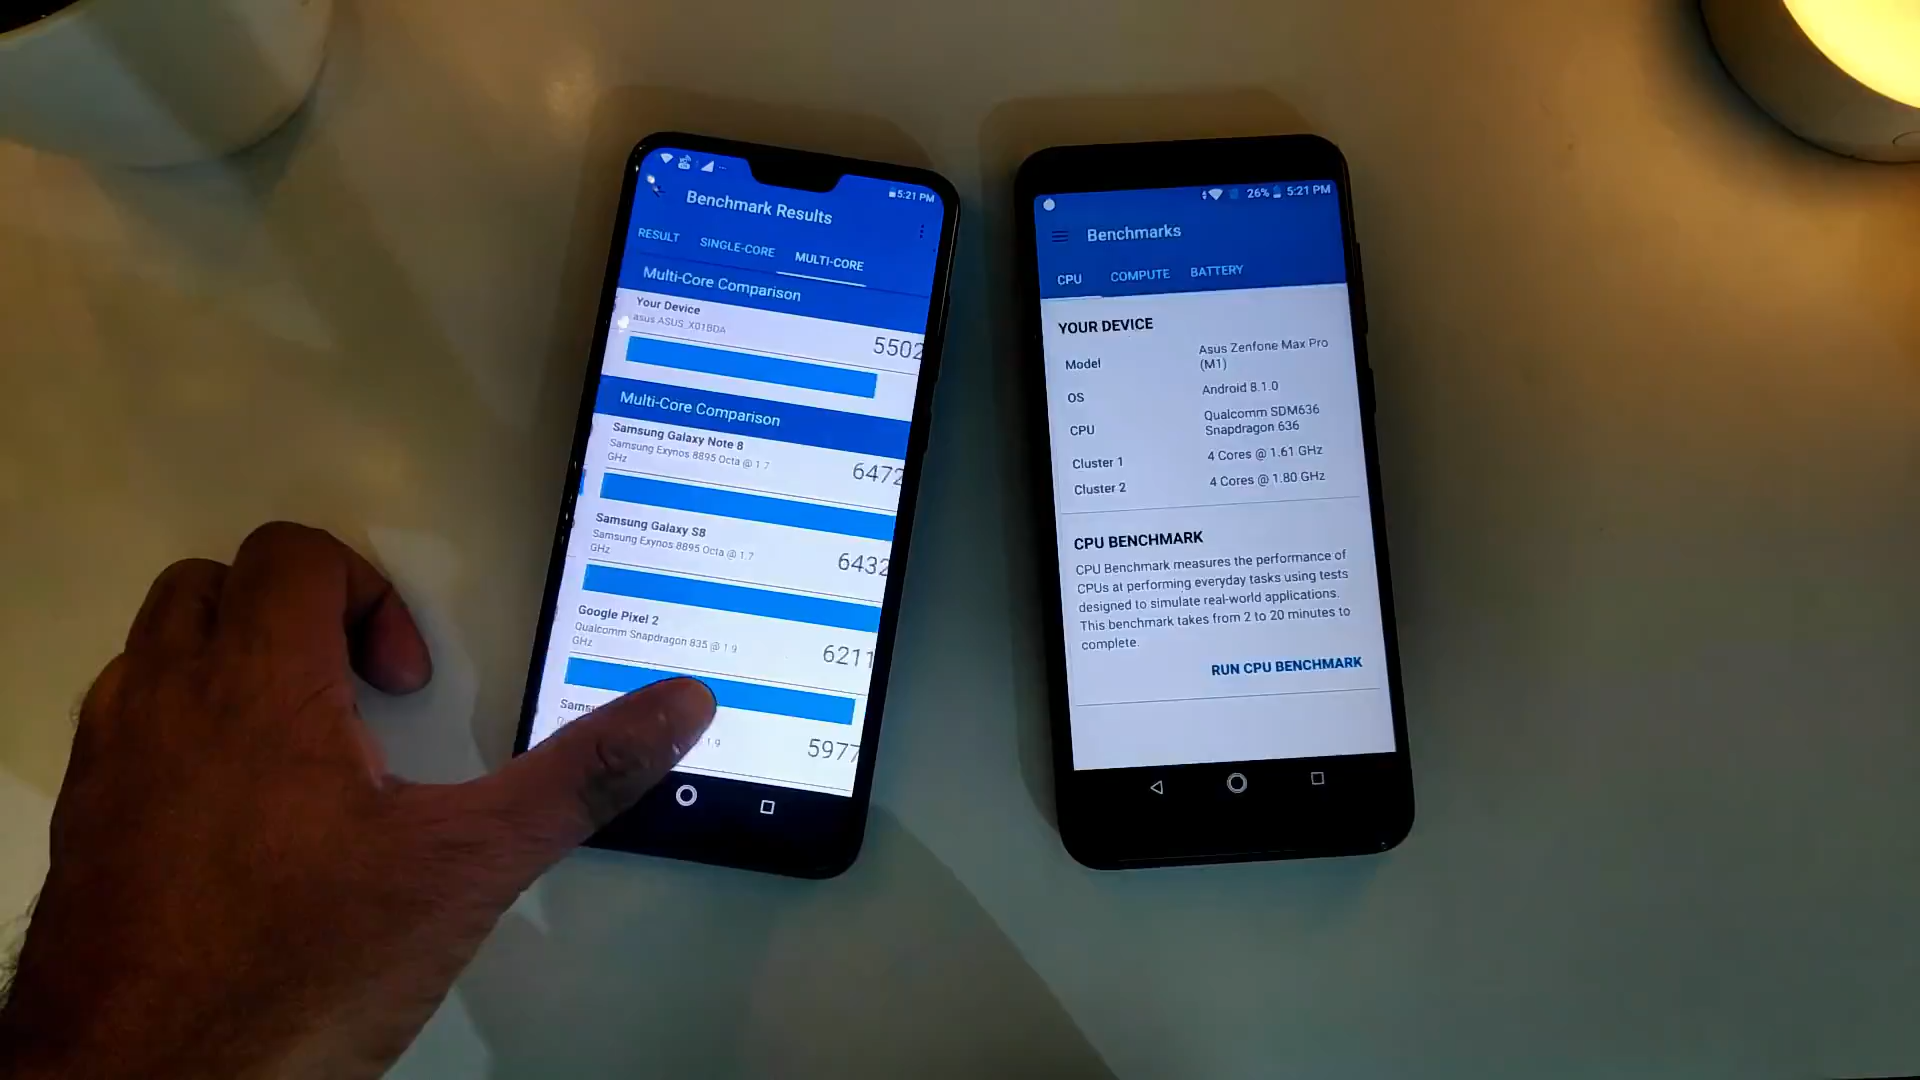 5:21 PM
Benchmark Results
RESULT SINGLE-CORE MULTI-CORE
Multi-Core Comparison
Your Device
asus ASUS_X01BDA
5502
Multi-Core Comparison
Samsung Galaxy Note 8
Samsung Exynos 8895 Octa @ 1.7
GHz
6472
Samsung Galaxy S8
Samsung Exynos 8895 Octa @ 1.7
GHz
6432
Google Pixel 2
Qualcomm Snapdragon 835 @ 1.9
GHz
6211
1.9
5977
26% 5:21 PM
Benchmarks
CPU COMPUTE BATTERY
YOUR DEVICE
Model Asus Zenfone Max Pro
(M1)
OS Android 8.1.0
CPU Qualcomm SDM636
Snapdragon 636
Cluster 1 4 Cores @ 1.61 GHz
Cluster 2 4 Cores @ 1.80 GHz
CPU BENCHMARK
CPU Benchmark measures the performance of
CPUs at performing everyday tasks using tests
designed to simulate real-world applications.
This benchmark takes from 2 to 20 minutes to
complete.
RUN CPU BENCHMARK